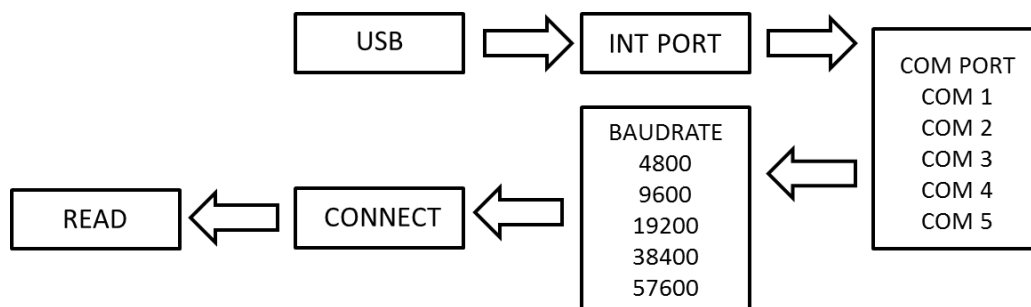 USB
INT PORT
COM PORT
COM 1
COM 2
COM 3
COM 4
COM 5
BAUDRATE
4800
9600
19200
38400
57600
CONNECT
READ